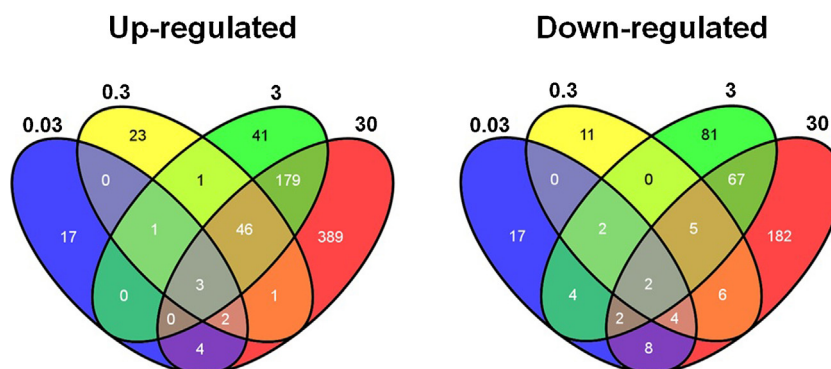 Up-regulated Down-regulated
0.3 3 0.3 3
0.03 30 0.03 30
23 41 11 81
0 1 179 0 0 67
17 1 46 389 17 2 5 182
0 3 1 4 2 6
0 2 2 4
4 8